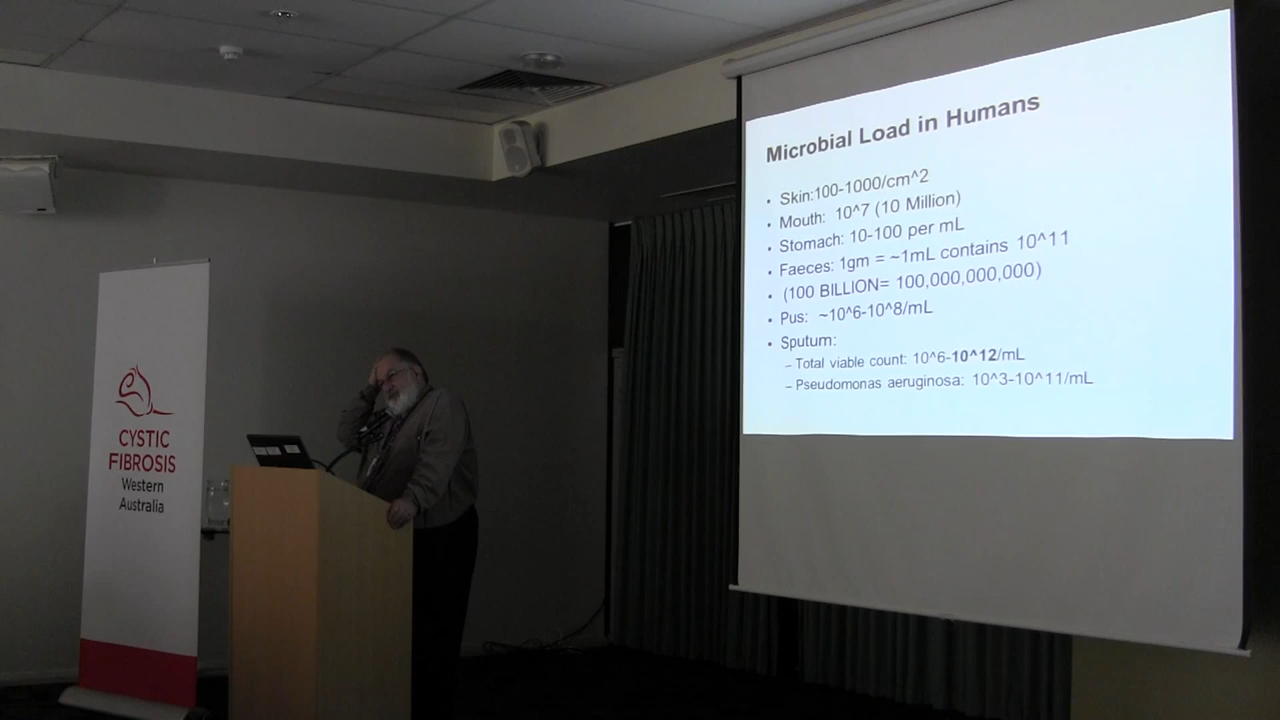 CYSTIC
FIBROSIS
Western
Australia
Microbial Load in Humans
• Skin:100-1000/cm^2
• Mouth: 10^7 (10 Million)
• Stomach: 10-100 per mL
• Faeces: 1gm = ~1mL contains 10^11
• (100 BILLION= 100,000,000,000)
• Pus: ~10^6-10^8/mL
• Sputum:
– Total viable count: 10^6-10^12/mL
– Pseudomonas aeruginosa: 10^3-10^11/mL